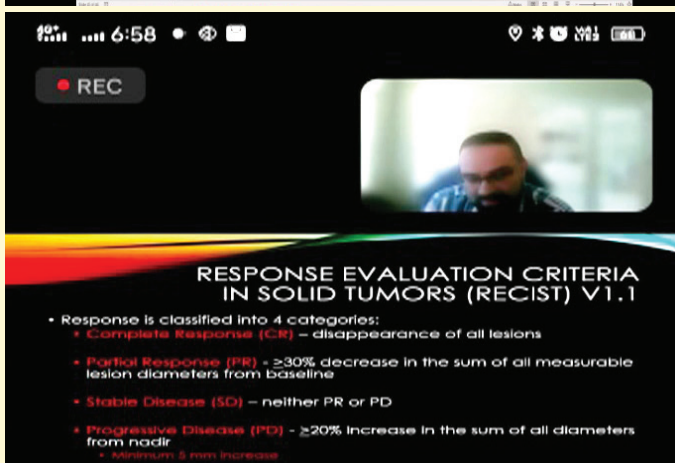 6:58
REC
RESPONSE EVALUATION CRITERIA
IN SOLID TUMORS (RECIST) V1.1
• Response is classified into 4 categories:
• Complete Response (CR) – disappearance of all lesions
• Partial Response (PR) - ≥30% decrease in the sum of all measurable
lesion diameters from baseline
• Stable Disease (SD) – neither PR or PD
• Progressive Disease (PD) - ≥20% increase in the sum of all diameters
from nadir
• Minimum 5 mm increase